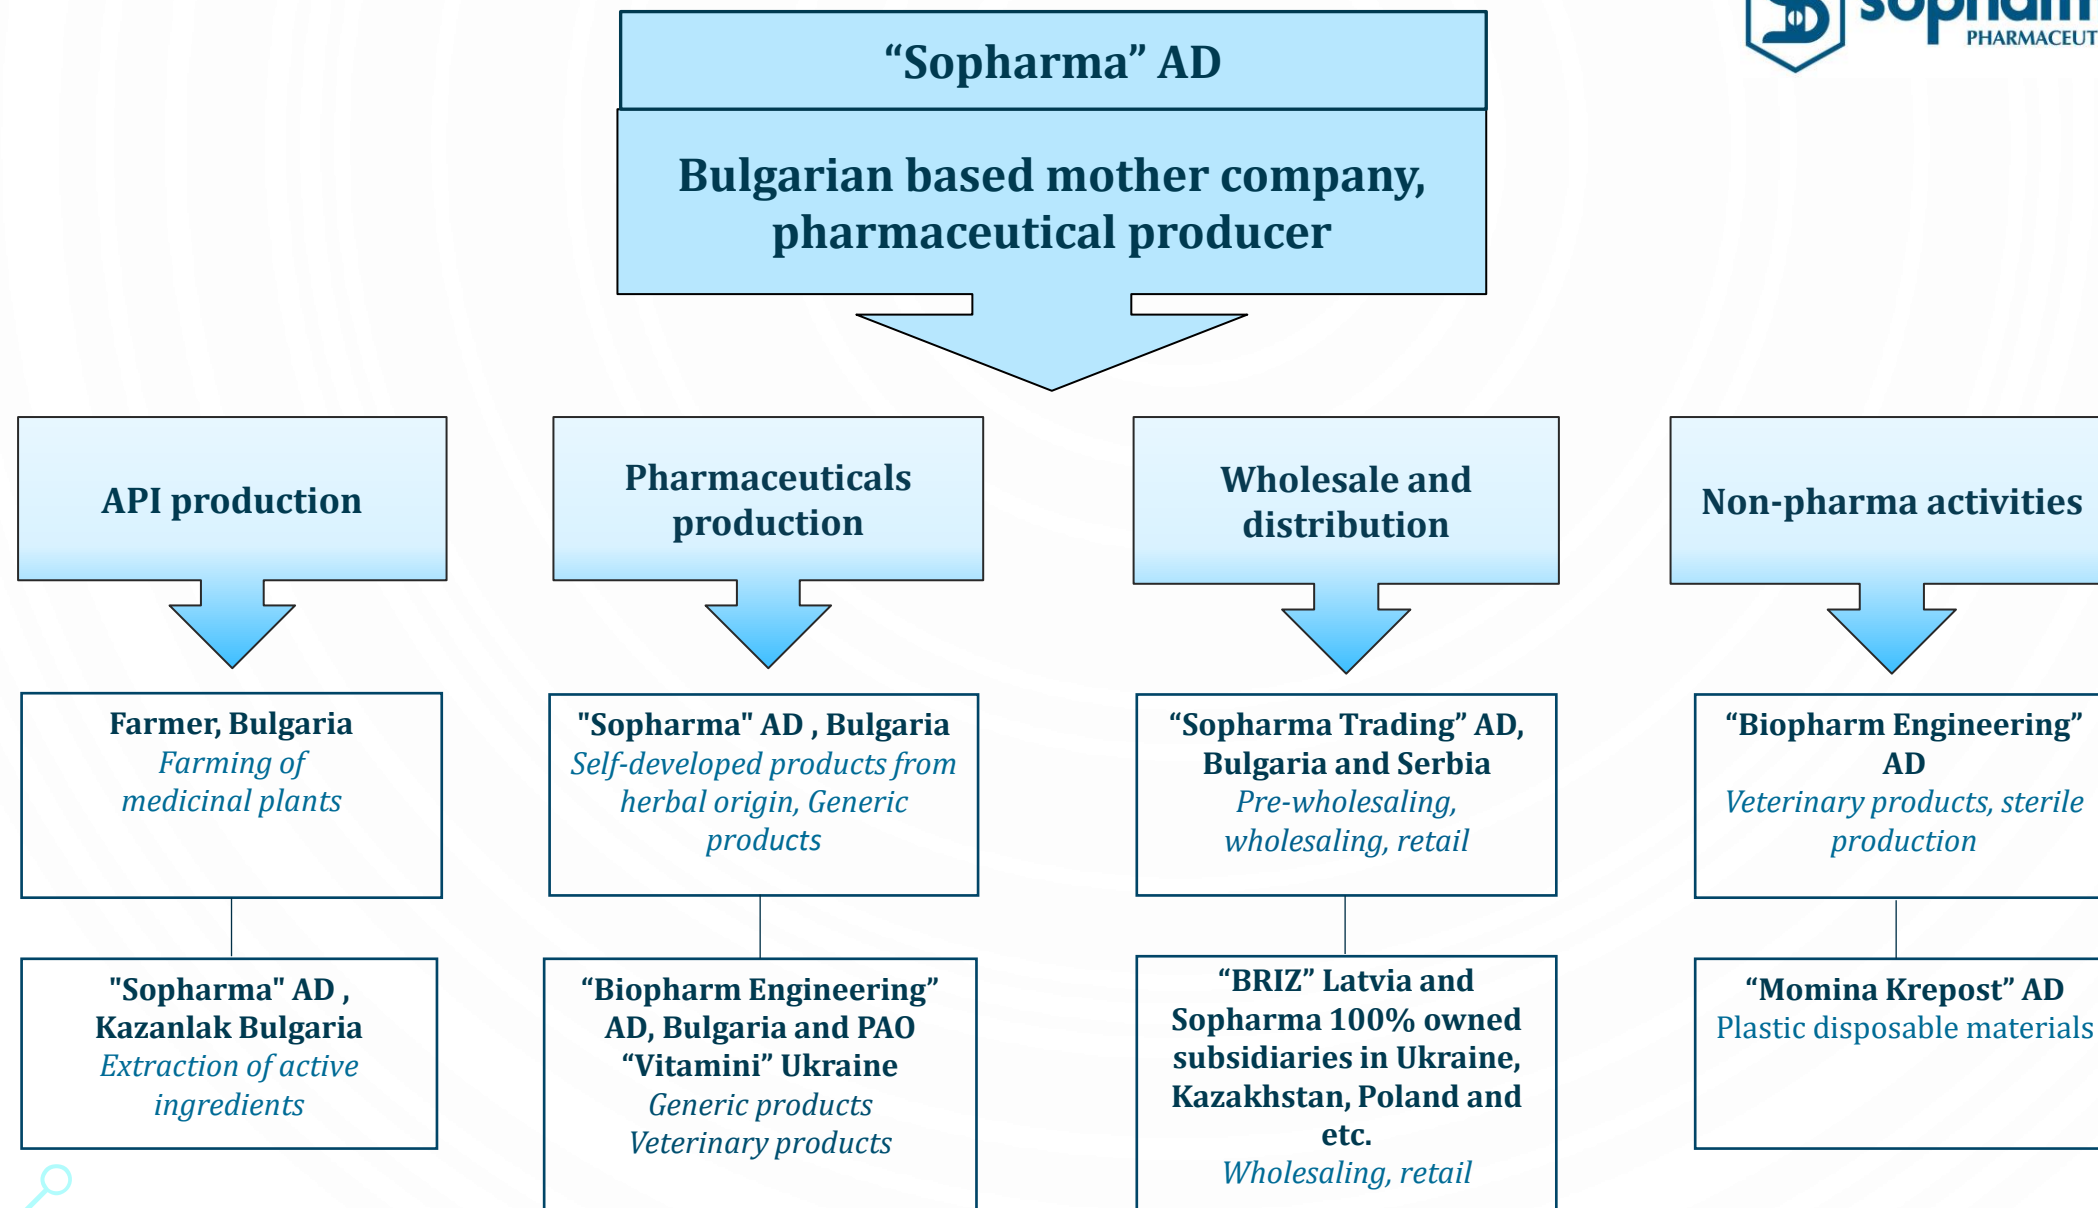 “Sopharma” AD
Bulgarian based mother company,
pharmaceutical producer
API production
Pharmaceuticals
production
Wholesale and
distribution
Non-pharma activities
Farmer, Bulgaria
Farming of
medicinal plants
"Sopharma" AD ,
Kazanlak Bulgaria
Extraction of active
ingredients
"Sopharma" AD , Bulgaria
Self-developed products from
herbal origin, Generic
products
“Biopharm Engineering”
AD, Bulgaria and PAO
“Vitamini” Ukraine
Generic products
Veterinary products
“Sopharma Trading” AD,
Bulgaria and Serbia
Pre-wholesaling,
wholesaling, retail
“BRIZ” Latvia and
Sopharma 100% owned
subsidiaries in Ukraine,
Kazakhstan, Poland and
etc.
Wholesaling, retail
“Biopharm Engineering”
AD
Veterinary products, sterile
production
“Momina Krepost” AD
Plastic disposable materials